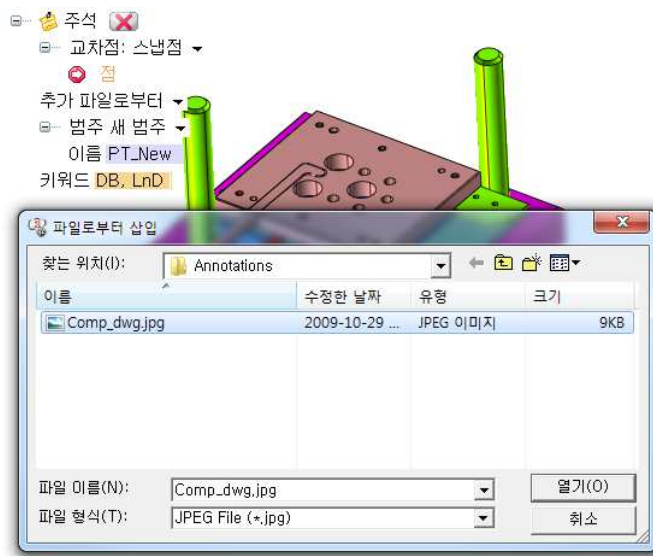 주석
교차점: 스냅점
점
추가 파일로부터
범주 새 범주
이름 PT_New
키워드 DB, LnD
파일로부터 삽입
찾는 위치(I): Annotations
이름 수정한 날짜 유형 크기
Comp_dwg.jpg 2009-10-29 ... JPEG 이미지 9KB
파일 이름(N): Comp_dwg.jpg 열기(O)
파일 형식(T): JPEG File (*.jpg) 취소